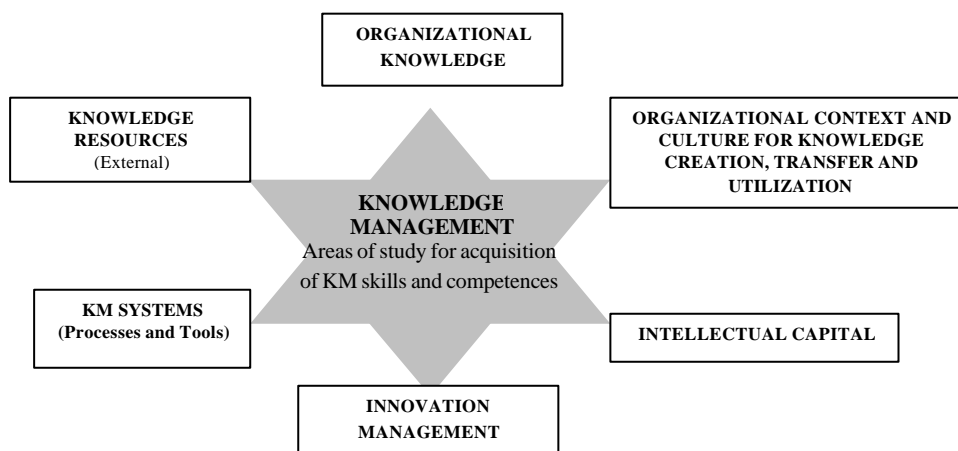 ORGANIZATIONAL
KNOWLEDGE
KNOWLEDGE
RESOURCES
(External)
ORGANIZATIONAL CONTEXT AND
CULTURE FOR KNOWLEDGE
CREATION, TRANSFER AND
UTILIZATION
KNOWLEDGE
MANAGEMENT
Areas of study for acquisition
of KM skills and competences
KM SYSTEMS
(Processes and Tools)
INTELLECTUAL CAPITAL
INNOVATION
MANAGEMENT